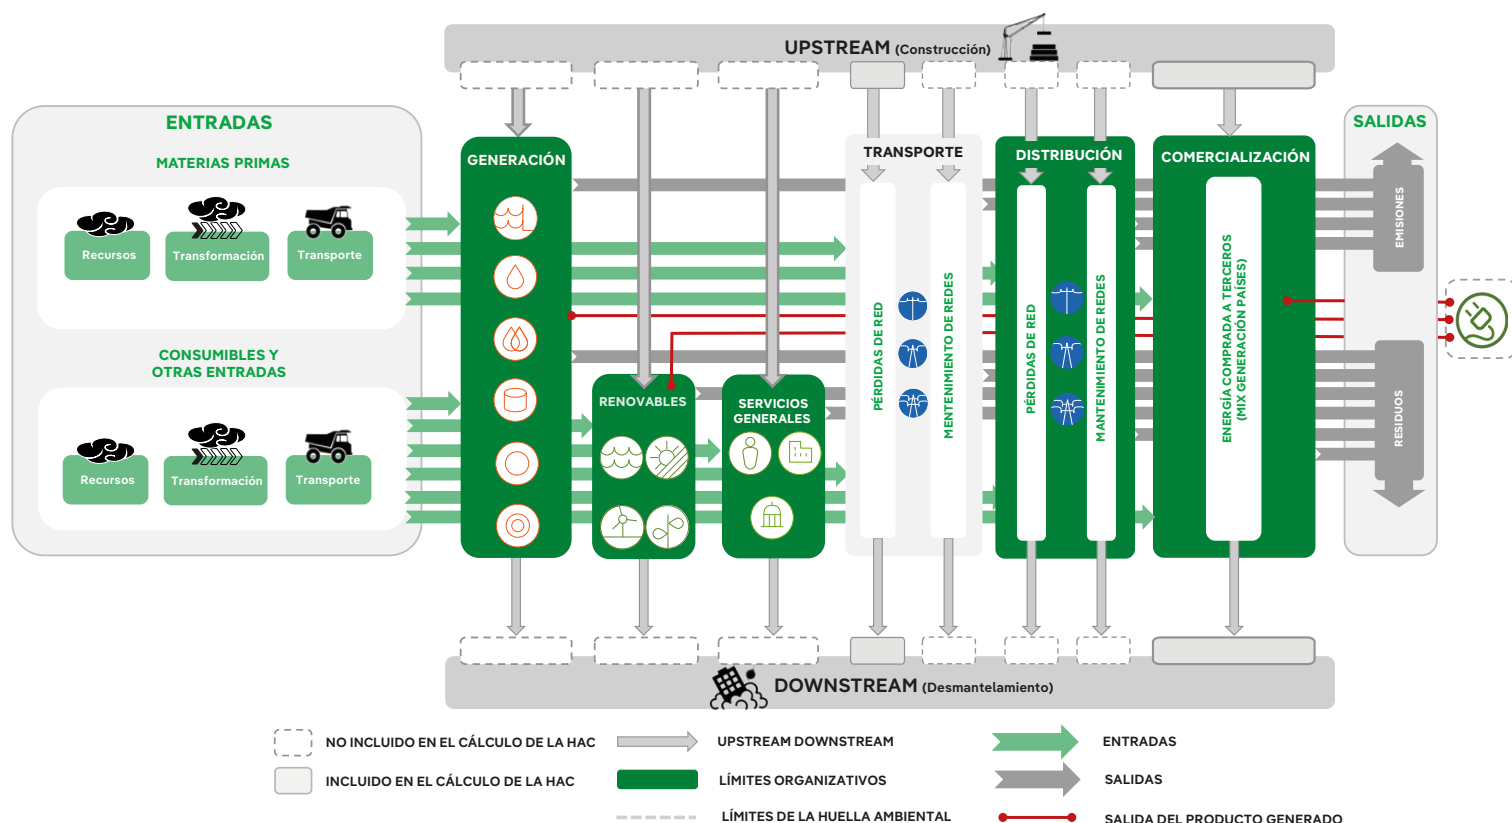 UPSTREAM (Construcción)
ENTRADAS
MATERIAS PRIMAS
Recursos
Transformación
Transporte
CONSUMIBLES Y
OTRAS ENTRADAS
Recursos
Transformación
Transporte
GENERACIÓN
RENOVABLES
SERVICIOS
GENERALES
TRANSPORTE
PÉRDIDAS DE RED
MENTENIMIENTO DE REDES
DISTRIBUCIÓN
PÉRDIDAS DE RED
MANTENIMIENTO DE REDES
COMERCIALIZACIÓN
ENERGÍA COMPRADA A TERCEROS
(MIX GENERACIÓN PAÍSES)
SALIDAS
EMISIONES
RESIDUOS
DOWNSTREAM (Desmantelamiento)
NO INCLUIDO EN EL CÁLCULO DE LA HAC
INCLUIDO EN EL CÁLCULO DE LA HAC
UPSTREAM DOWNSTREAM
LÍMITES ORGANIZATIVOS
LÍMITES DE LA HUELLA AMBIENTAL
ENTRADAS
SALIDAS
SALIDA DEL PRODUCTO GENERADO